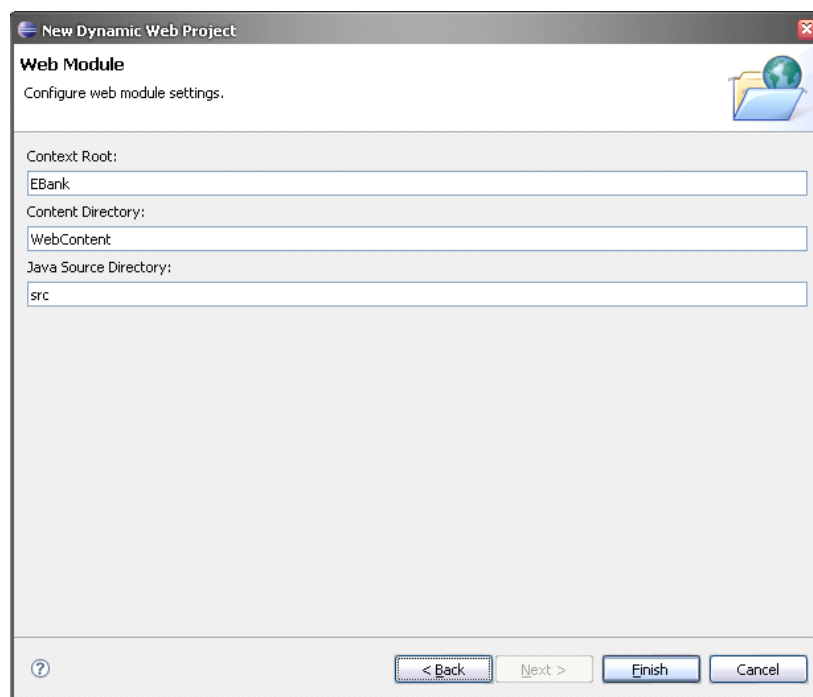 New Dynamic Web Project
Web Module
Configure web module settings.
Context Root:
EBank
Content Directory:
WebContent
Java Source Directory:
src
? < Back Next > Finish Cancel